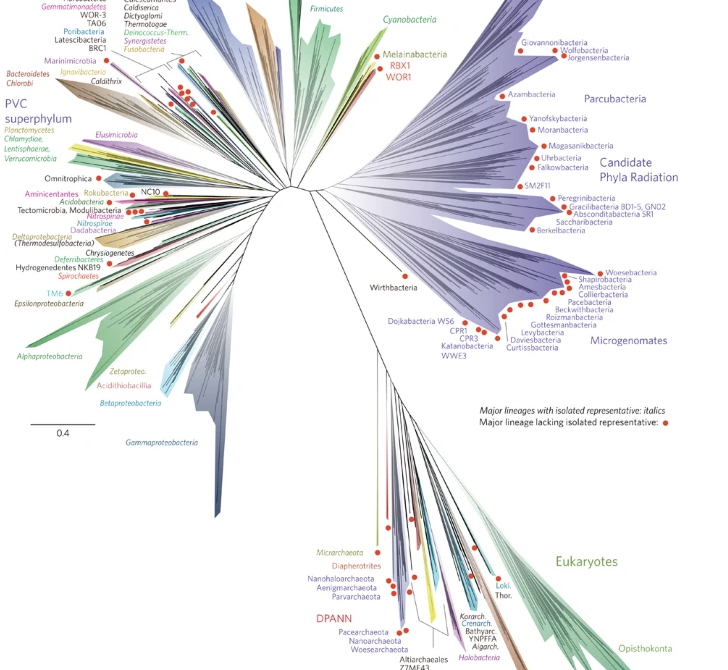 Gemmatimonadetes
WOR-3
TA06
Poribacteria
Latescibacteria
BRC1
Marinimicrobia
Bacteroidetes
Chlorobi
Ignavibacteria
Caldithrix
Caldiserica
Dictyoglomi
Thermotogae
Deinococcus-Therm.
Synergistetes
Fusobacteria
Firmicutes
Cyanobacteria
Melainabacteria
RBX1
WOR1
PVC
superphylum
Planctomycetes
Chlamydiae,
Lentisphaerae,
Verrucomicrobia
Elusimicrobia
Omnitrophica
Aminicentantes
Rokubacteria
NC10
Acidobacteria
Tectomicrobia, Modulibacteria
Nitrospinae
Nitrospirae
Dadabacteria
Deltaproteobacteria
(Thermodesulfobacteria)
Chrysiogenetes
Deferribacteres
Hydrogenedentes NKB19
Spirochaetes
TM6
Epsilonproteobacteria
Alphaproteobacteria
Zetaproteo.
Acidithiobacillia
Betaproteobacteria
Gammaproteobacteria
0.4
Giovannonibacteria
Wolfebacteria
Jorgensenbacteria
Azambacteria
Parcubacteria
Yanofskybacteria
Moranbacteria
Magasanikbacteria
Uhrbacteria
Falkowbacteria
Candidate
Phyla Radiation
SM2F11
Peregrinibacteria
Gracilibacteria BD1-5, GN02
Absconditabacteria SR1
Saccharibacteria
Berkelbacteria
Wirthbacteria
Woesebacteria
Shapirobacteria
Amesbacteria
Collierbacteria
Pacebacteria
Beckwithbacteria
Roizmanbacteria
Gottesmanbacteria
Levybacteria
Daviesbacteria
Curtissbacteria
Microgenomates
Dojkabacteria WS6
CPR1
CPR3
Katanobacteria
WWE3
Major lineages with isolated representative: italics
Major lineage lacking isolated representative:
Micrarchaeota
Diapherotrites
Nanohaloarchaeota
Aenigmarchaeota
Parvarchaeota
DPANN
Pacearchaeota
Nanoarchaeota
Woesearchaeota
Altiarchaeales
Z7ME43
Loki.
Thor.
Korarch.
Crenarch.
Bathyarc.
YNPFFA
Aigarch.
Halobacteria
Eukaryotes
Opisthokonta